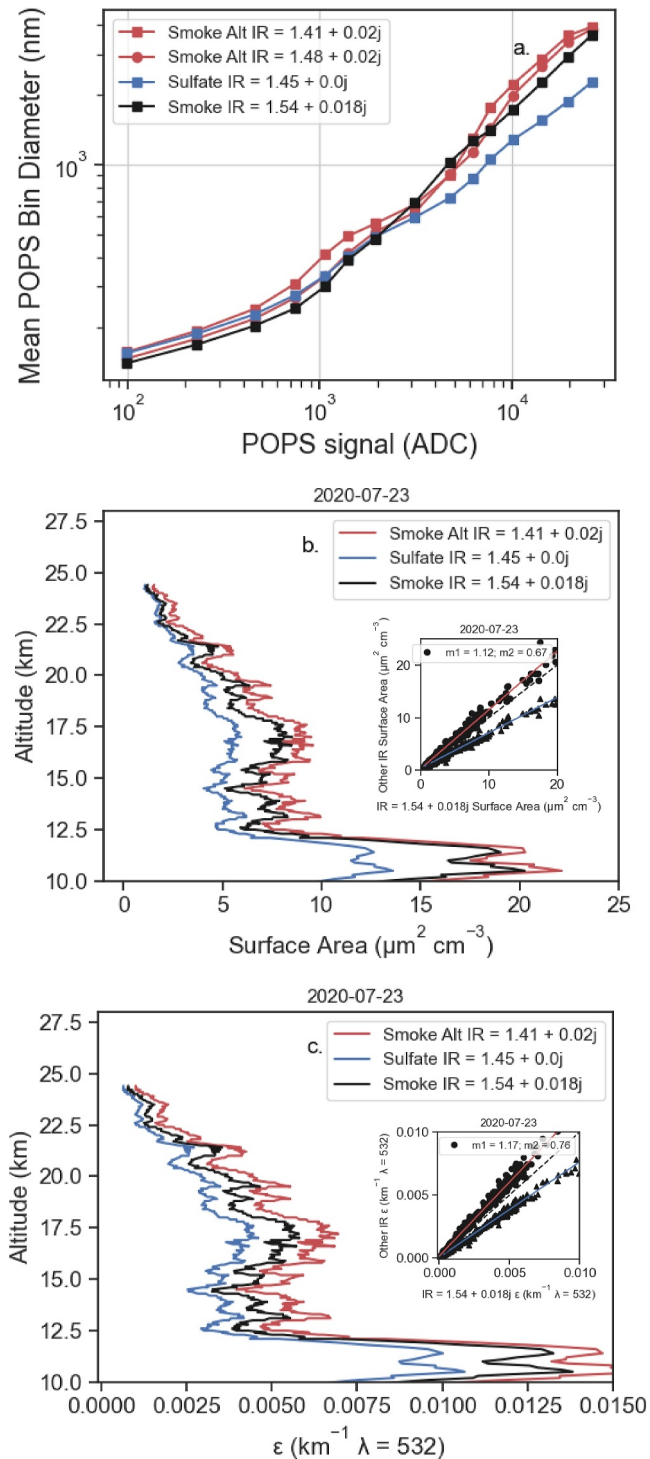 Mean POPS Bin Diameter (nm)
10³
Smoke Alt IR = 1.41 + 0.02j
Smoke Alt IR = 1.48 + 0.02j
Sulfate IR = 1.45 + 0.0j
Smoke IR = 1.54 + 0.018j
a.
10² 10³ 10⁴
POPS signal (ADC)
2020-07-23
Altitude (km)
27.5
25.0
22.5
20.0
17.5
15.0
12.5
10.0
b.
Smoke Alt IR = 1.41 + 0.02j
Sulfate IR = 1.45 + 0.0j
Smoke IR = 1.54 + 0.018j
2020-07-23
Other IR Surface Area (μm² cm⁻³)
20
10
0
m1 = 1.12; m2 = 0.67
0 10 20
IR = 1.54 + 0.018j Surface Area (μm² cm⁻³)
0 5 10 15 20 25
Surface Area (μm² cm⁻³)
2020-07-23
Altitude (km)
27.5
25.0
22.5
20.0
17.5
15.0
12.5
10.0
c.
Smoke Alt IR = 1.41 + 0.02j
Sulfate IR = 1.45 + 0.0j
Smoke IR = 1.54 + 0.018j
2020-07-23
Other IR ε (km⁻¹ λ = 532)
0.010
0.005
0.000
m1 = 1.17; m2 = 0.76
0.000 0.005 0.010
IR = 1.54 + 0.018j ε (km⁻¹ λ = 532)
0.0000 0.0025 0.0050 0.0075 0.0100 0.0125 0.0150
ε (km⁻¹ λ = 532)